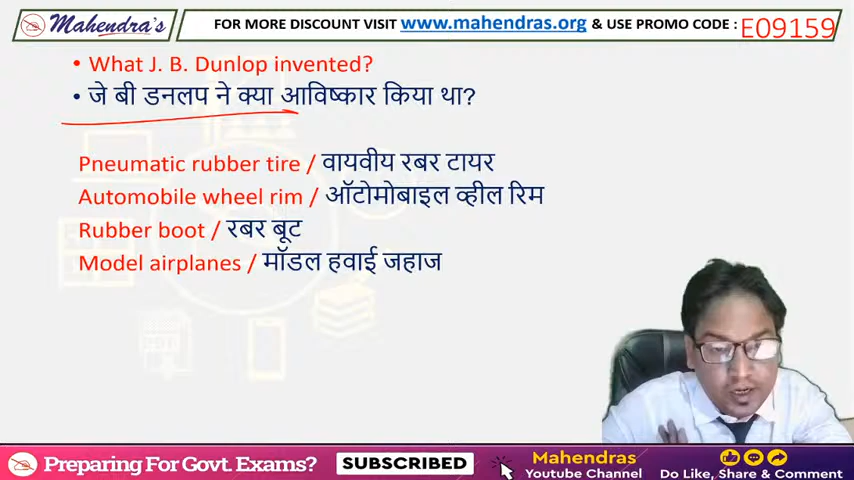 Mahendra's
FOR MORE DISCOUNT VISIT www.mahendras.org & USE PROMO CODE : E09159
• What J. B. Dunlop invented?
• जे बी डनलप ने क्या आविष्कार किया था?
Pneumatic rubber tire / वायवीय रबर टायर
Automobile wheel rim / ऑटोमोबाइल व्हील रिम
Rubber boot / रबर बूट
Model airplanes / मॉडल हवाई जहाज
Preparing For Govt. Exams?
SUBSCRIBED
Mahendras
Youtube Channel
Do Like, Share & Comment